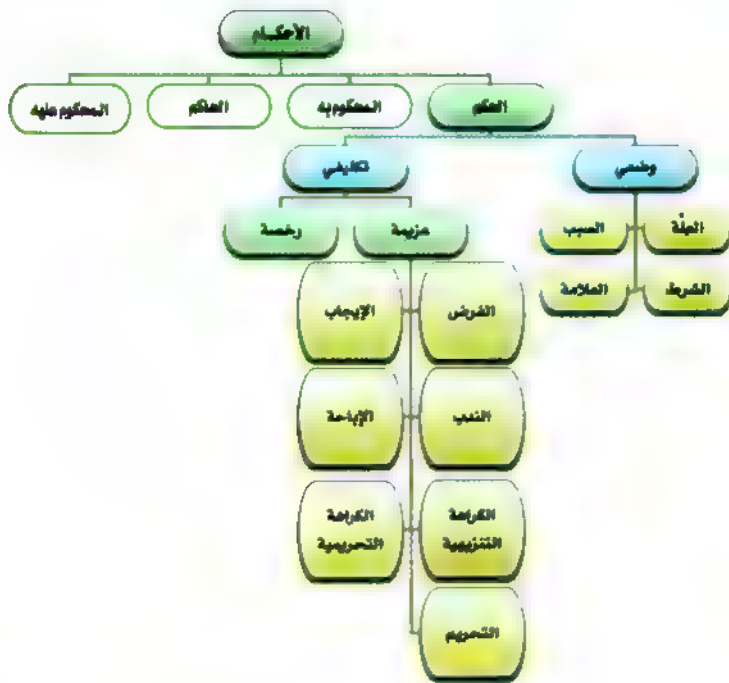 الأحكام
الحكم
المحكوم به
الحاكم
المحكوم عليه
وضعي
تكليفي
العلّة
السبب
الشرط
العلامة
عزيمة
رخصة
الفرض
الإيجاب
الندب
الإباحة
الكراهة
التنزيهية
الكراهة
التحريمية
التحريم